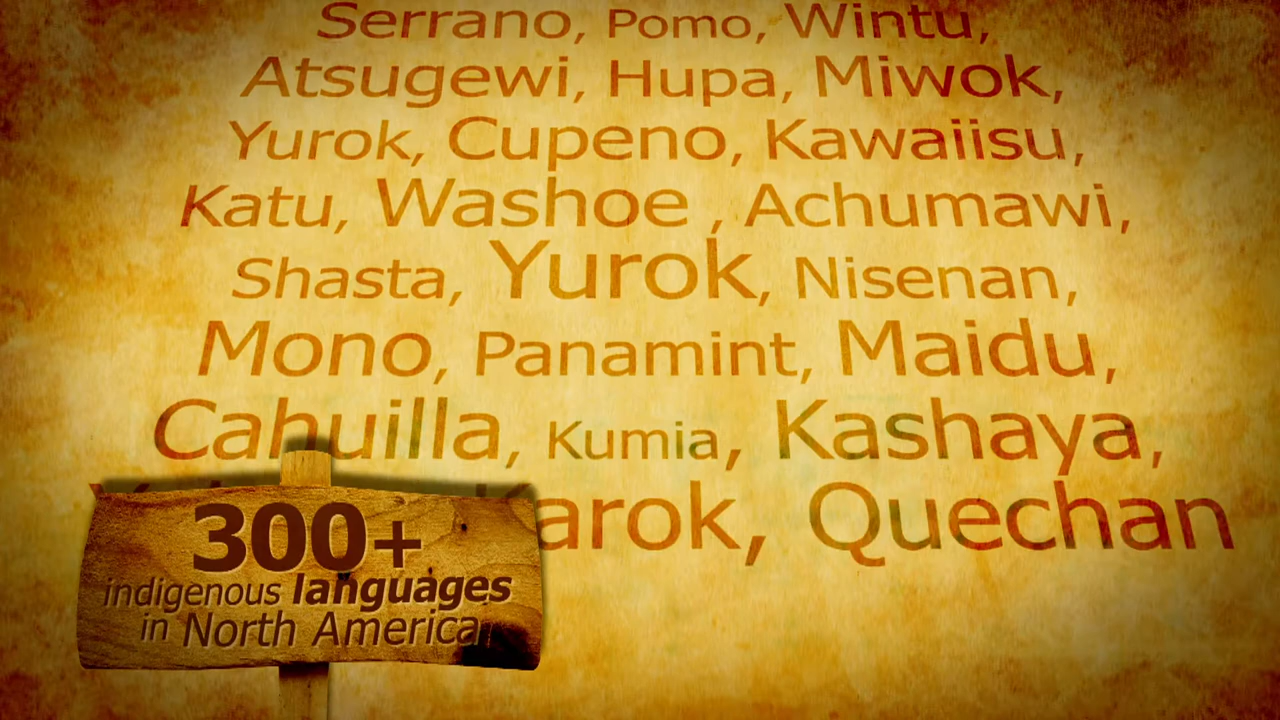 Serrano, Pomo, Wintu,
Atsugewi, Hupa, Miwok,
Yurok, Cupeno, Kawaiisu,
Katu, Washoe , Achumawi,
Shasta, Yurok, Nisenan,
Mono, Panamint, Maidu,
Cahuilla, Kumia, Kashaya,
Karok, Quechan
300+
indigenous languages
in North America